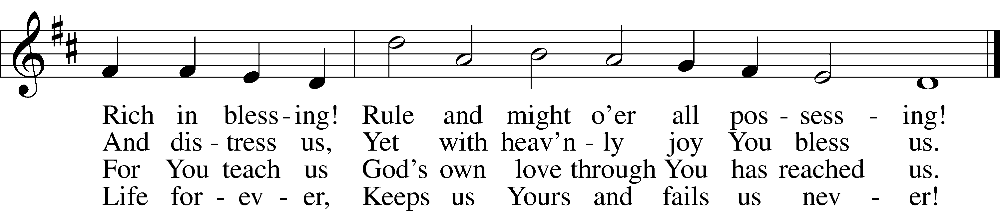 Rich in bless - ing! Rule and might o'er all pos - sess - ing!
And dis - tress us, Yet with heav'n - ly joy You bless us.
For You teach us God's own love through You has reached us.
Life for - ev - er, Keeps us Yours and fails us nev - er!